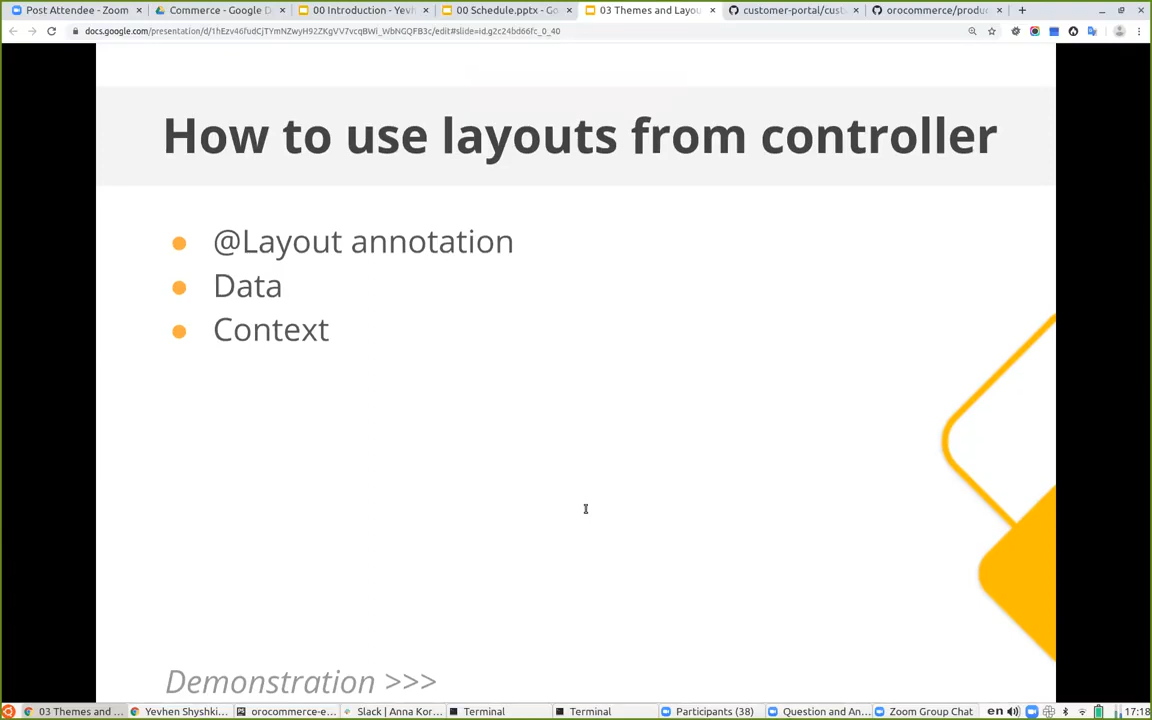 Post Attendee - Zoom
Commerce - Google D
00 Introduction - Yevh
00 Schedule.pptx - Go
03 Themes and Layou
customer-portal/cust
orocommerce/produc
docs.google.com/presentation/d/1hEzv46fudCjTYmNZwyH92ZKgVV7vcqBWi_WbNGQFB3c/edit#slide=id.g2c24bd66fc_0_40
How to use layouts from controller
@Layout annotation
Data
Context
Demonstration >>>
03 Themes and ...
Yevhen Shyshki...
orocommerce-e...
Slack | Anna Kor...
Terminal
Terminal
Participants (38)
Question and An...
Zoom Group Chat
en
17:18